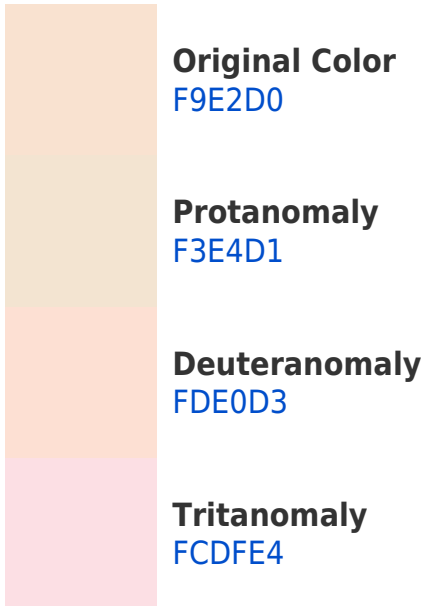 Original Color
F9E2D0
Protanomaly
F3E4D1
Deuteranomaly
FDE0D3
Tritanomaly
FCDFE4